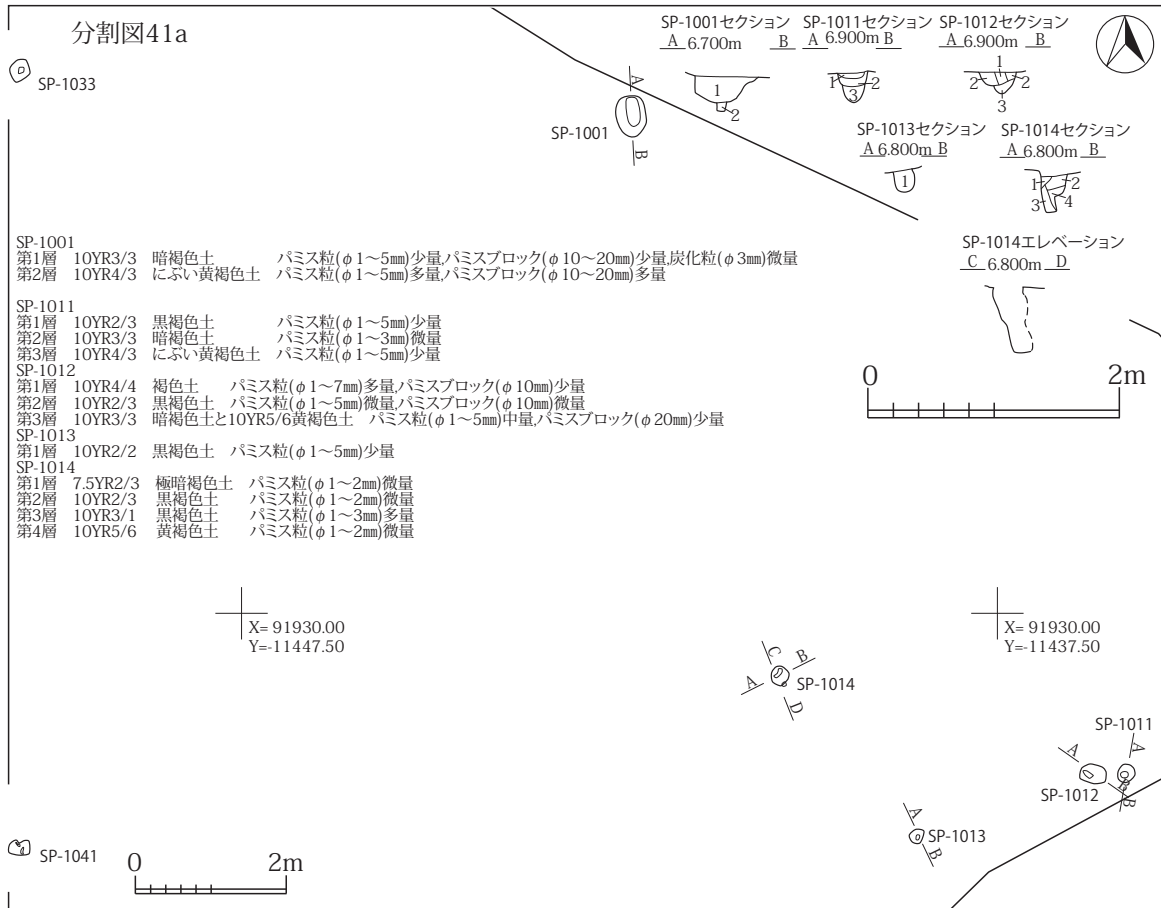 分割図41a
SP-1033
SP-1001
A
B
SP-1001セクション
A 6.700m B
1
2
SP-1011セクション
A 6.900m B
1
2
3
SP-1012セクション
A 6.900m B
1
2
2
3
SP-1013セクション
A 6.800m B
1
SP-1014セクション
A 6.800m B
1
2
3
4
SP-1014エレベーション
C 6.800m D
0 2m
SP-1001
第1層 10YR3/3 暗褐色土 パミス粒(φ1～5㎜)少量,パミスブロック(φ10～20㎜)少量,炭化粒(φ3㎜)微量
第2層 10YR4/3 にぶい黄褐色土 パミス粒(φ1～5㎜)多量,パミスブロック(φ10～20㎜)多量
SP-1011
第1層 10YR2/3 黒褐色土 パミス粒(φ1～5㎜)少量
第2層 10YR3/3 暗褐色土 パミス粒(φ1～3㎜)微量
第3層 10YR4/3 にぶい黄褐色土 パミス粒(φ1～5㎜)少量
SP-1012
第1層 10YR4/4 褐色土 パミス粒(φ1～7㎜)多量,パミスブロック(φ10㎜)少量
第2層 10YR2/3 黒褐色土 パミス粒(φ1～5㎜)微量,パミスブロック(φ10㎜)微量
第3層 10YR3/3 暗褐色土と10YR5/6黄褐色土 パミス粒(φ1～5㎜)中量,パミスブロック(φ20㎜)少量
SP-1013
第1層 10YR2/2 黒褐色土 パミス粒(φ1～5㎜)少量
SP-1014
第1層 7.5YR2/3 極暗褐色土 パミス粒(φ1～2㎜)微量
第2層 10YR2/3 黒褐色土 パミス粒(φ1～2㎜)微量
第3層 10YR3/1 黒褐色土 パミス粒(φ1～3㎜)多量
第4層 10YR5/6 黄褐色土 パミス粒(φ1～2㎜)微量
X= 91930.00
Y=-11447.50
X= 91930.00
Y=-11437.50
C
B
A
D
SP-1014
SP-1011
A
B
A
B
SP-1012
A
B
SP-1013
SP-1041
0 2m